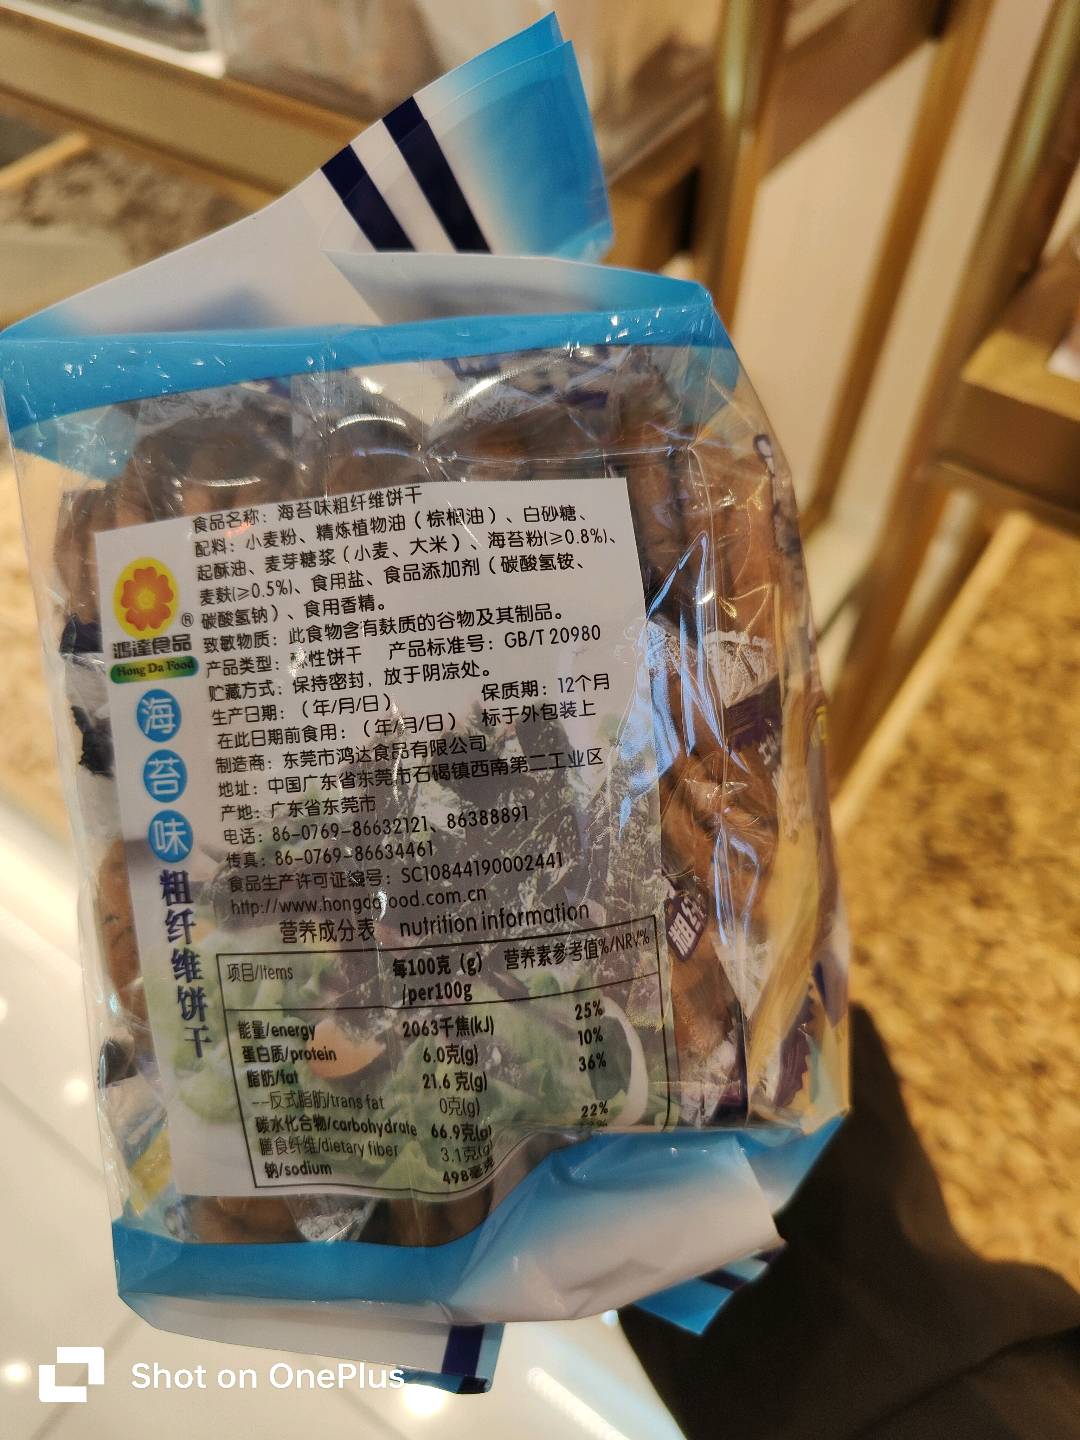 食品名称：海苔味粗纤维饼干
配料：小麦粉、精炼植物油（棕榈油）、白砂糖、
起酥油、麦芽糖浆（小麦、大米）、海苔粉(≥0.8%)、
麦麸(≥0.5%)、食用盐、食品添加剂（碳酸氢铵、
碳酸氢钠）、食用香精。
致敏物质：此食物含有麸质的谷物及其制品。
产品类型：性饼干 产品标准号：GB/T 20980
贮藏方式：保持密封，放于阴凉处。
生产日期：（年/月/日） 保质期：12个月
在此日期前食用：（年/月/日） 标于外包装上
制造商：东莞市鸿达食品有限公司
地址：中国广东省东莞市石碣镇西南第二工业区
产地：广东省东莞市
电话：86-0769-86632121、86388891
传真：86-0769-86634461
食品生产许可证编号：SC10844190002441
http://www.hongdafood.com.cn
®
鸿達食品
Hong Da Food
海
苔
味
粗纤维饼干
营养成分表 nutrition information
项目/Items 每100克（g） 营养素参考值%/NRV%
/per100g
能量/energy 2063千焦(kJ) 25%
蛋白质/protein 6.0克(g) 10%
脂肪/fat 21.6克(g) 36%
--反式脂肪/trans fat 0克(g)
碳水化合物/carbohydrate 66.9克(g) 22%
膳食纤维/dietary fiber 3.1克(g)
钠/sodium 498毫
Shot on OnePlus